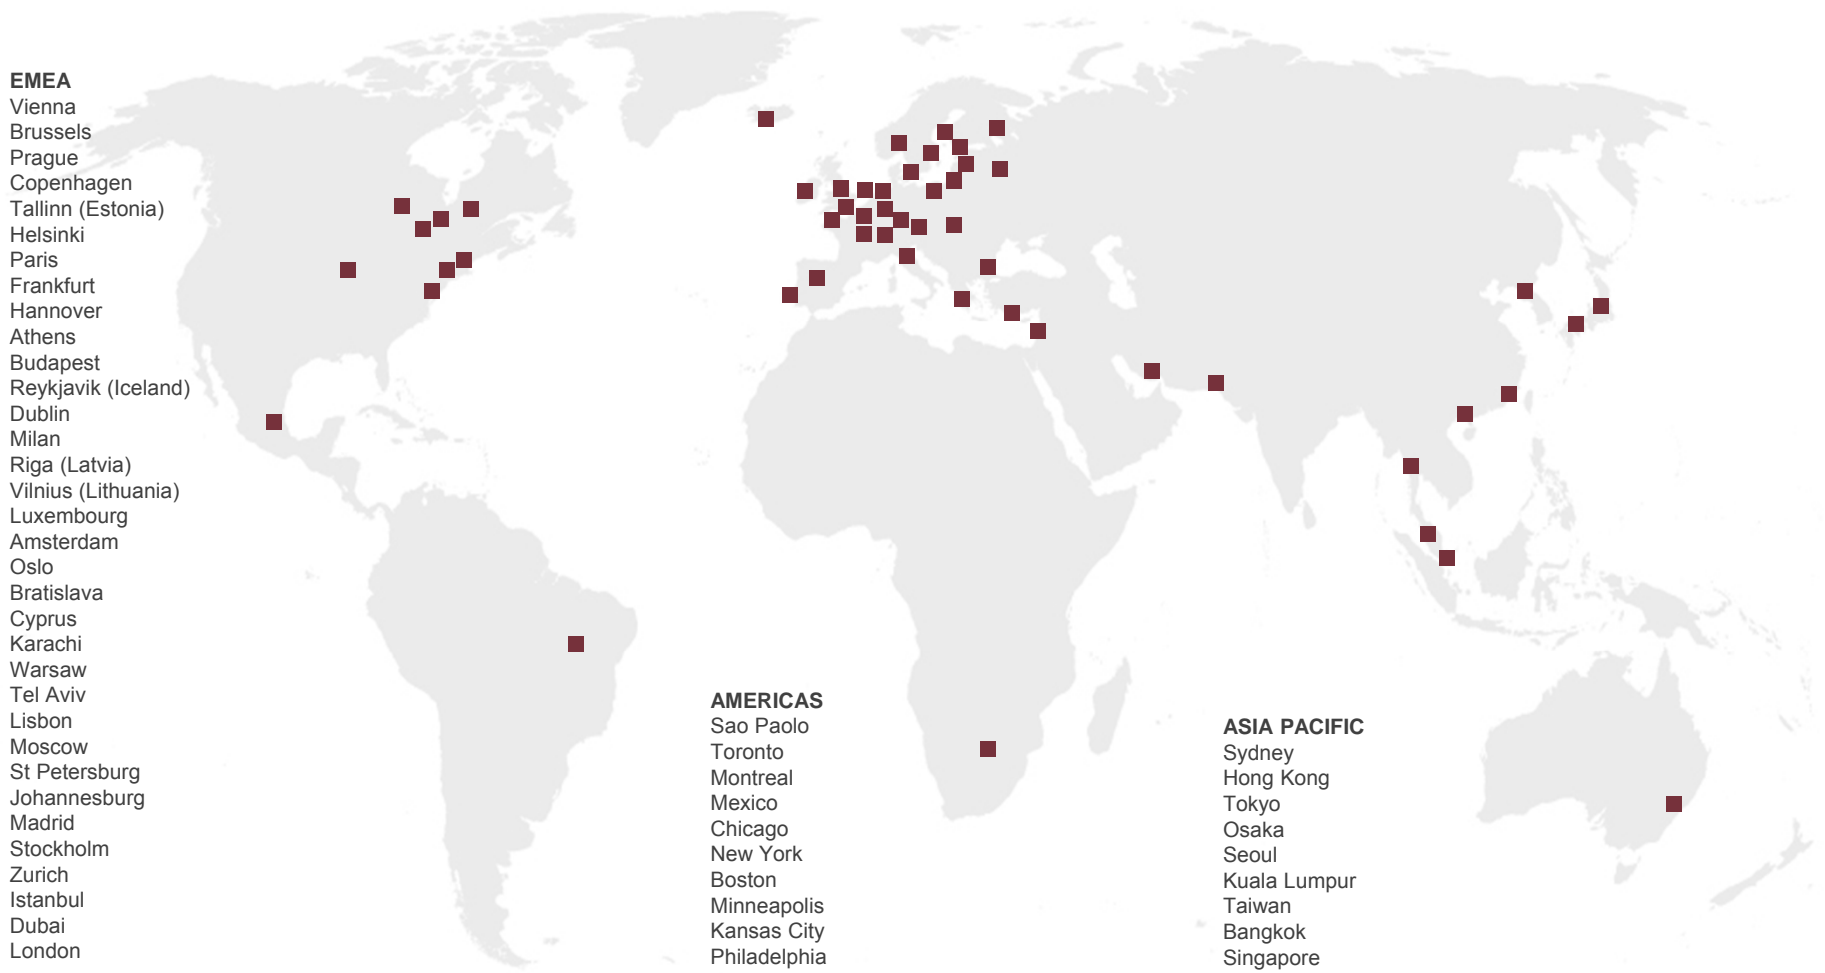 EMEA
Vienna
Brussels
Prague
Copenhagen
Tallinn (Estonia)
Helsinki
Paris
Frankfurt
Hannover
Athens
Budapest
Reykjavik (Iceland)
Dublin
Milan
Riga (Latvia)
Vilnius (Lithuania)
Luxembourg
Amsterdam
Oslo
Bratislava
Cyprus
Karachi
Warsaw
Tel Aviv
Lisbon
Moscow
St Petersburg
Johannesburg
Madrid
Stockholm
Zurich
Istanbul
Dubai
London
AMERICAS
Sao Paolo
Toronto
Montreal
Mexico
Chicago
New York
Boston
Minneapolis
Kansas City
Philadelphia
ASIA PACIFIC
Sydney
Hong Kong
Tokyo
Osaka
Seoul
Kuala Lumpur
Taiwan
Bangkok
Singapore